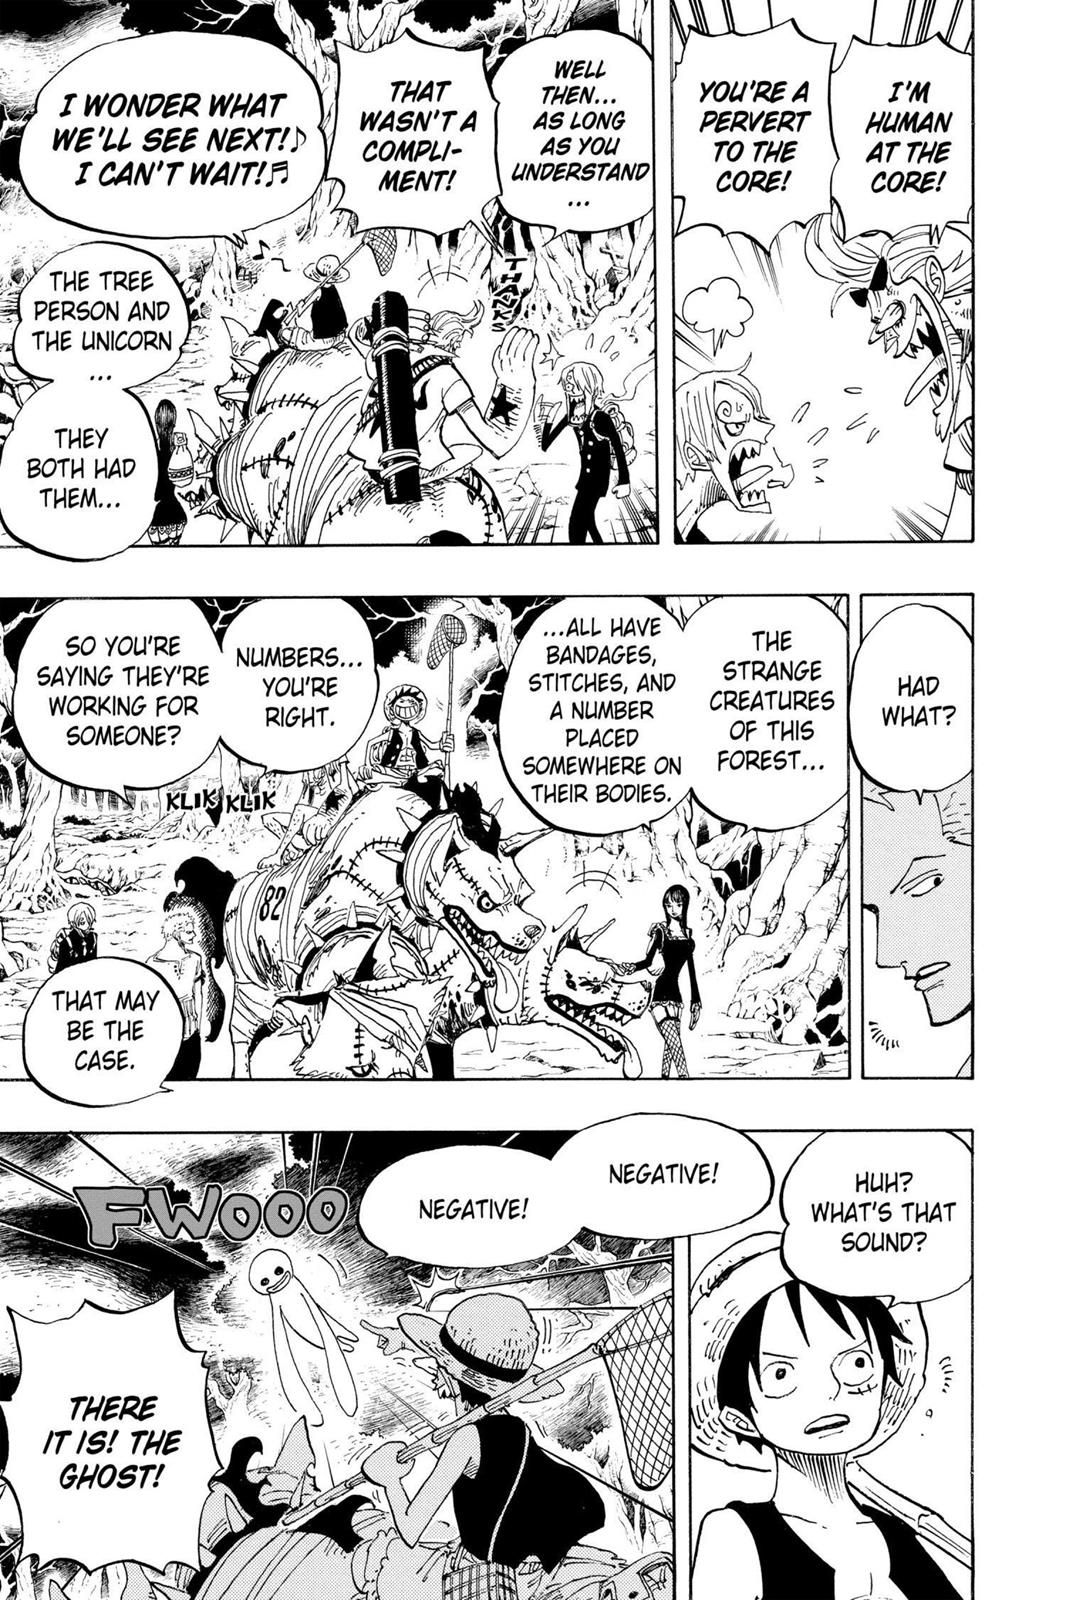 I'M
HUMAN
AT THE
CORE!
YOU'RE A
PERVERT
TO THE
CORE!
WELL
THEN...
AS LONG
AS YOU
UNDERSTAND
...
THANKS
THAT
WASN'T A
COMPLI-
MENT!
I WONDER WHAT
WE'LL SEE NEXT!♪
I CAN'T WAIT!♬
THE TREE
PERSON AND
THE UNICORN
...
THEY
BOTH HAD
THEM...
HAD
WHAT?
THE
STRANGE
CREATURES
OF THIS
FOREST...
...ALL HAVE
BANDAGES,
STITCHES, AND
A NUMBER
PLACED
SOMEWHERE ON
THEIR BODIES.
NUMBERS...
YOU'RE
RIGHT.
SO YOU'RE
SAYING THEY'RE
WORKING FOR
SOMEONE?
KLIK KLIK
82
THAT MAY
BE THE
CASE.
HUH?
WHAT'S THAT
SOUND?
NEGATIVE!
NEGATIVE!
FWOOO
THERE
IT IS! THE
GHOST!